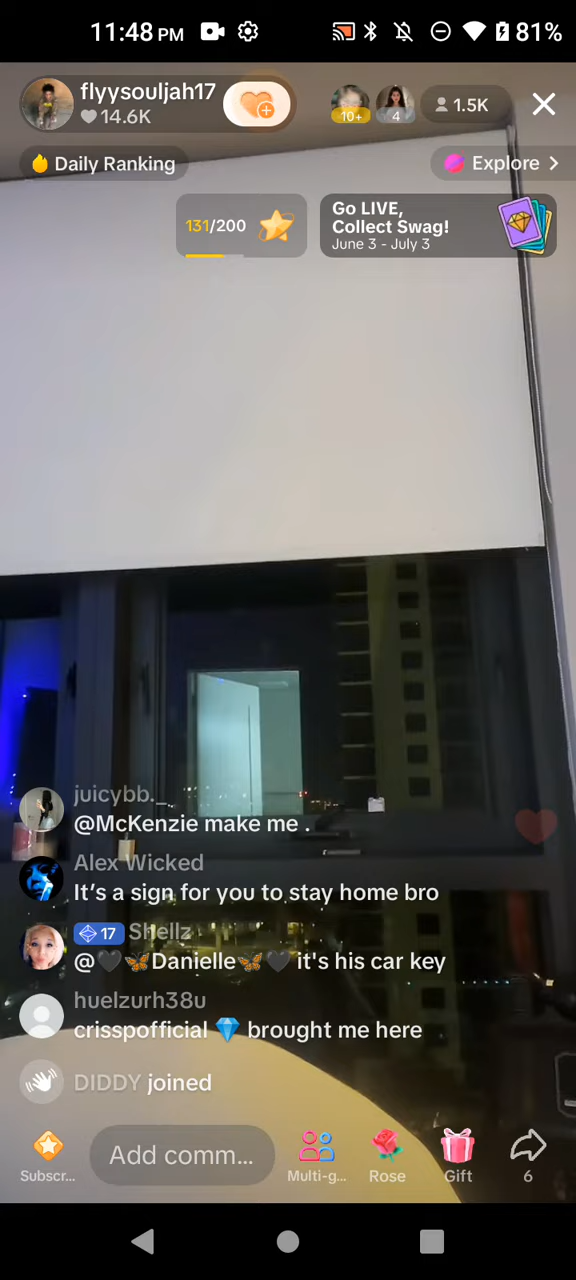 11:48 PM
81%
flyysouljah17
14.6K
10+
4
1.5K
Daily Ranking
Explore >
131/200
Go LIVE,
Collect Swag!
June 3 - July 3
juicybb._
@McKenzie make me .
Alex Wicked
It's a sign for you to stay home bro
17 Shellz
@🖤🦋Danielle🦋🖤 it's his car key
huelzurh38u
crisspofficial 💎 brought me here
DIDDY joined
Add comm...
Subscr...
Multi-g...
Rose
Gift
6